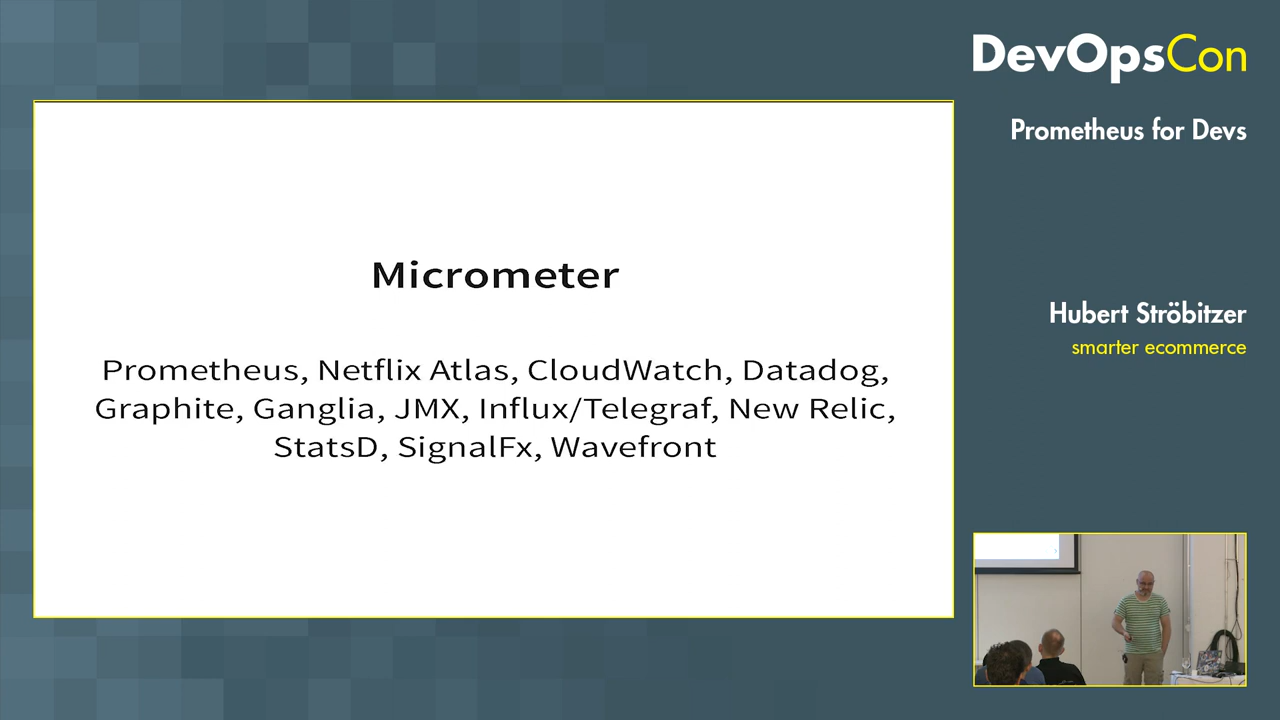 DevOpsCon
Prometheus for Devs
Micrometer
Prometheus, Netflix Atlas, CloudWatch, Datadog,
Graphite, Ganglia, JMX, Influx/Telegraf, New Relic,
StatsD, SignalFx, Wavefront
Hubert Ströbitzer
smarter ecommerce